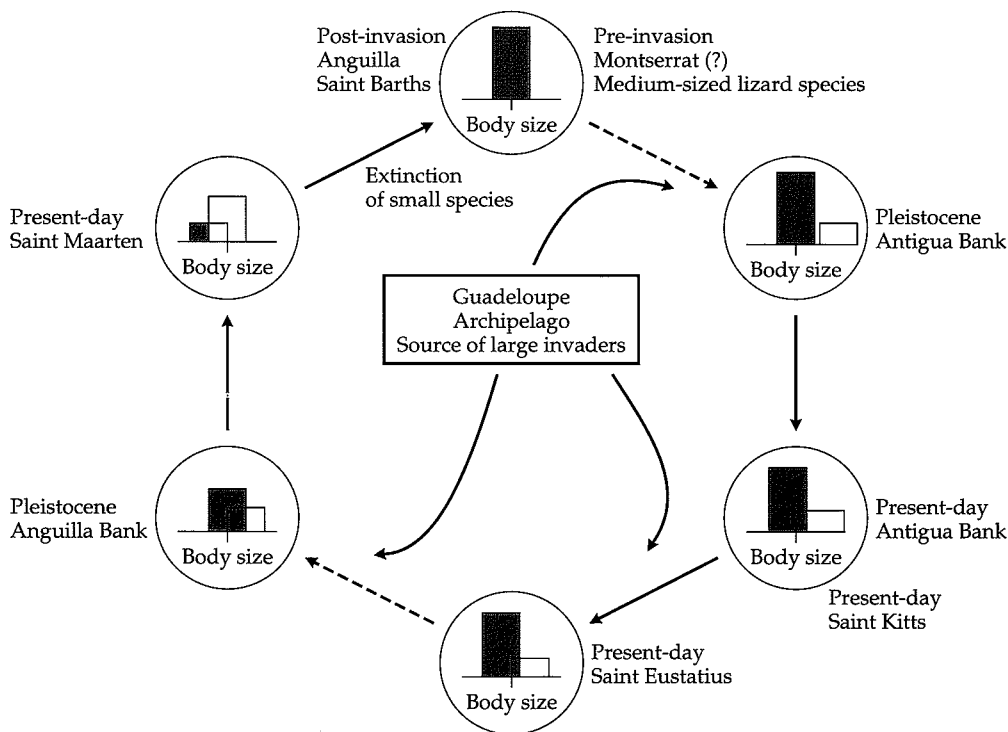 Post-invasion
Anguilla
Saint Barths
Body size
Pre-invasion
Montserrat (?)
Medium-sized lizard species
Extinction
of small species
Present-day
Saint Maarten
Body size
Body size
Pleistocene
Antigua Bank
Guadeloupe
Archipelago
Source of large invaders
Pleistocene
Anguilla Bank
Body size
Body size
Present-day
Antigua Bank
Present-day
Saint Kitts
Body size
Present-day
Saint Eustatius